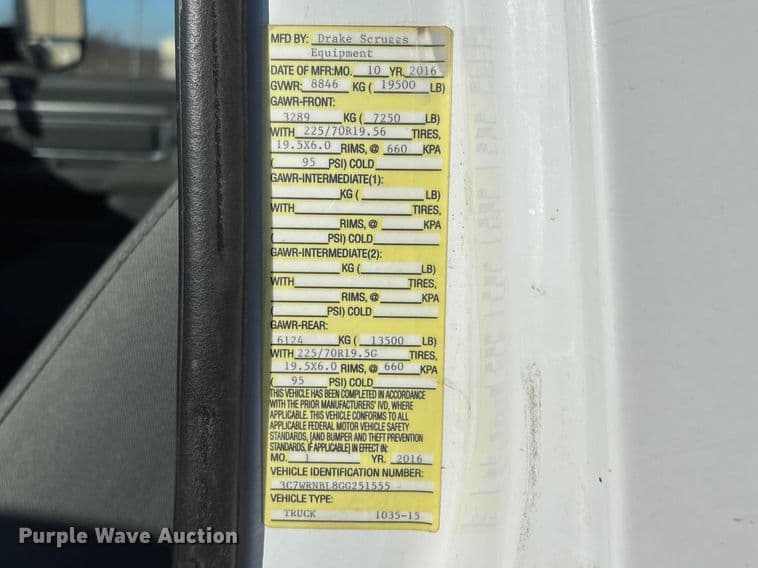 MFD BY: Drake Scruggs
Equipment
DATE OF MFR:MO. 10 YR. 2016
GVWR: 8846 KG ( 19500 LB)
GAWR-FRONT:
3289 KG ( 7250 LB)
WITH 225/70R19.56 TIRES,
19.5X6.0 RIMS, @ 660 KPA
( 95 PSI) COLD
GAWR-INTERMEDIATE(1):
KG ( LB)
WITH TIRES,
RIMS, @ KPA
( PSI) COLD
GAWR-INTERMEDIATE(2):
KG ( LB)
WITH TIRES,
RIMS, @ KPA
( PSI) COLD
GAWR-REAR:
6124 KG ( 13500 LB)
WITH 225/70R19.5G TIRES,
19.5X6.0 RIMS, @ 660 KPA
( 95 PSI) COLD
THIS VEHICLE HAS BEEN COMPLETED IN ACCORDANCE
WITH THE PRIOR MANUFACTURERS' IVD, WHERE
APPLICABLE. THIS VEHICLE CONFORMS TO ALL
APPLICABLE FEDERAL MOTOR VEHICLE SAFETY
STANDARDS, [AND BUMPER AND THEFT PREVENTION
STANDARDS, IF APPLICABLE] IN EFFECT IN:
MO. 1 YR. 2016
VEHICLE IDENTIFICATION NUMBER:
3C7WRNBL8GG251555
VEHICLE TYPE:
TRUCK 1035-15
Purple Wave Auction